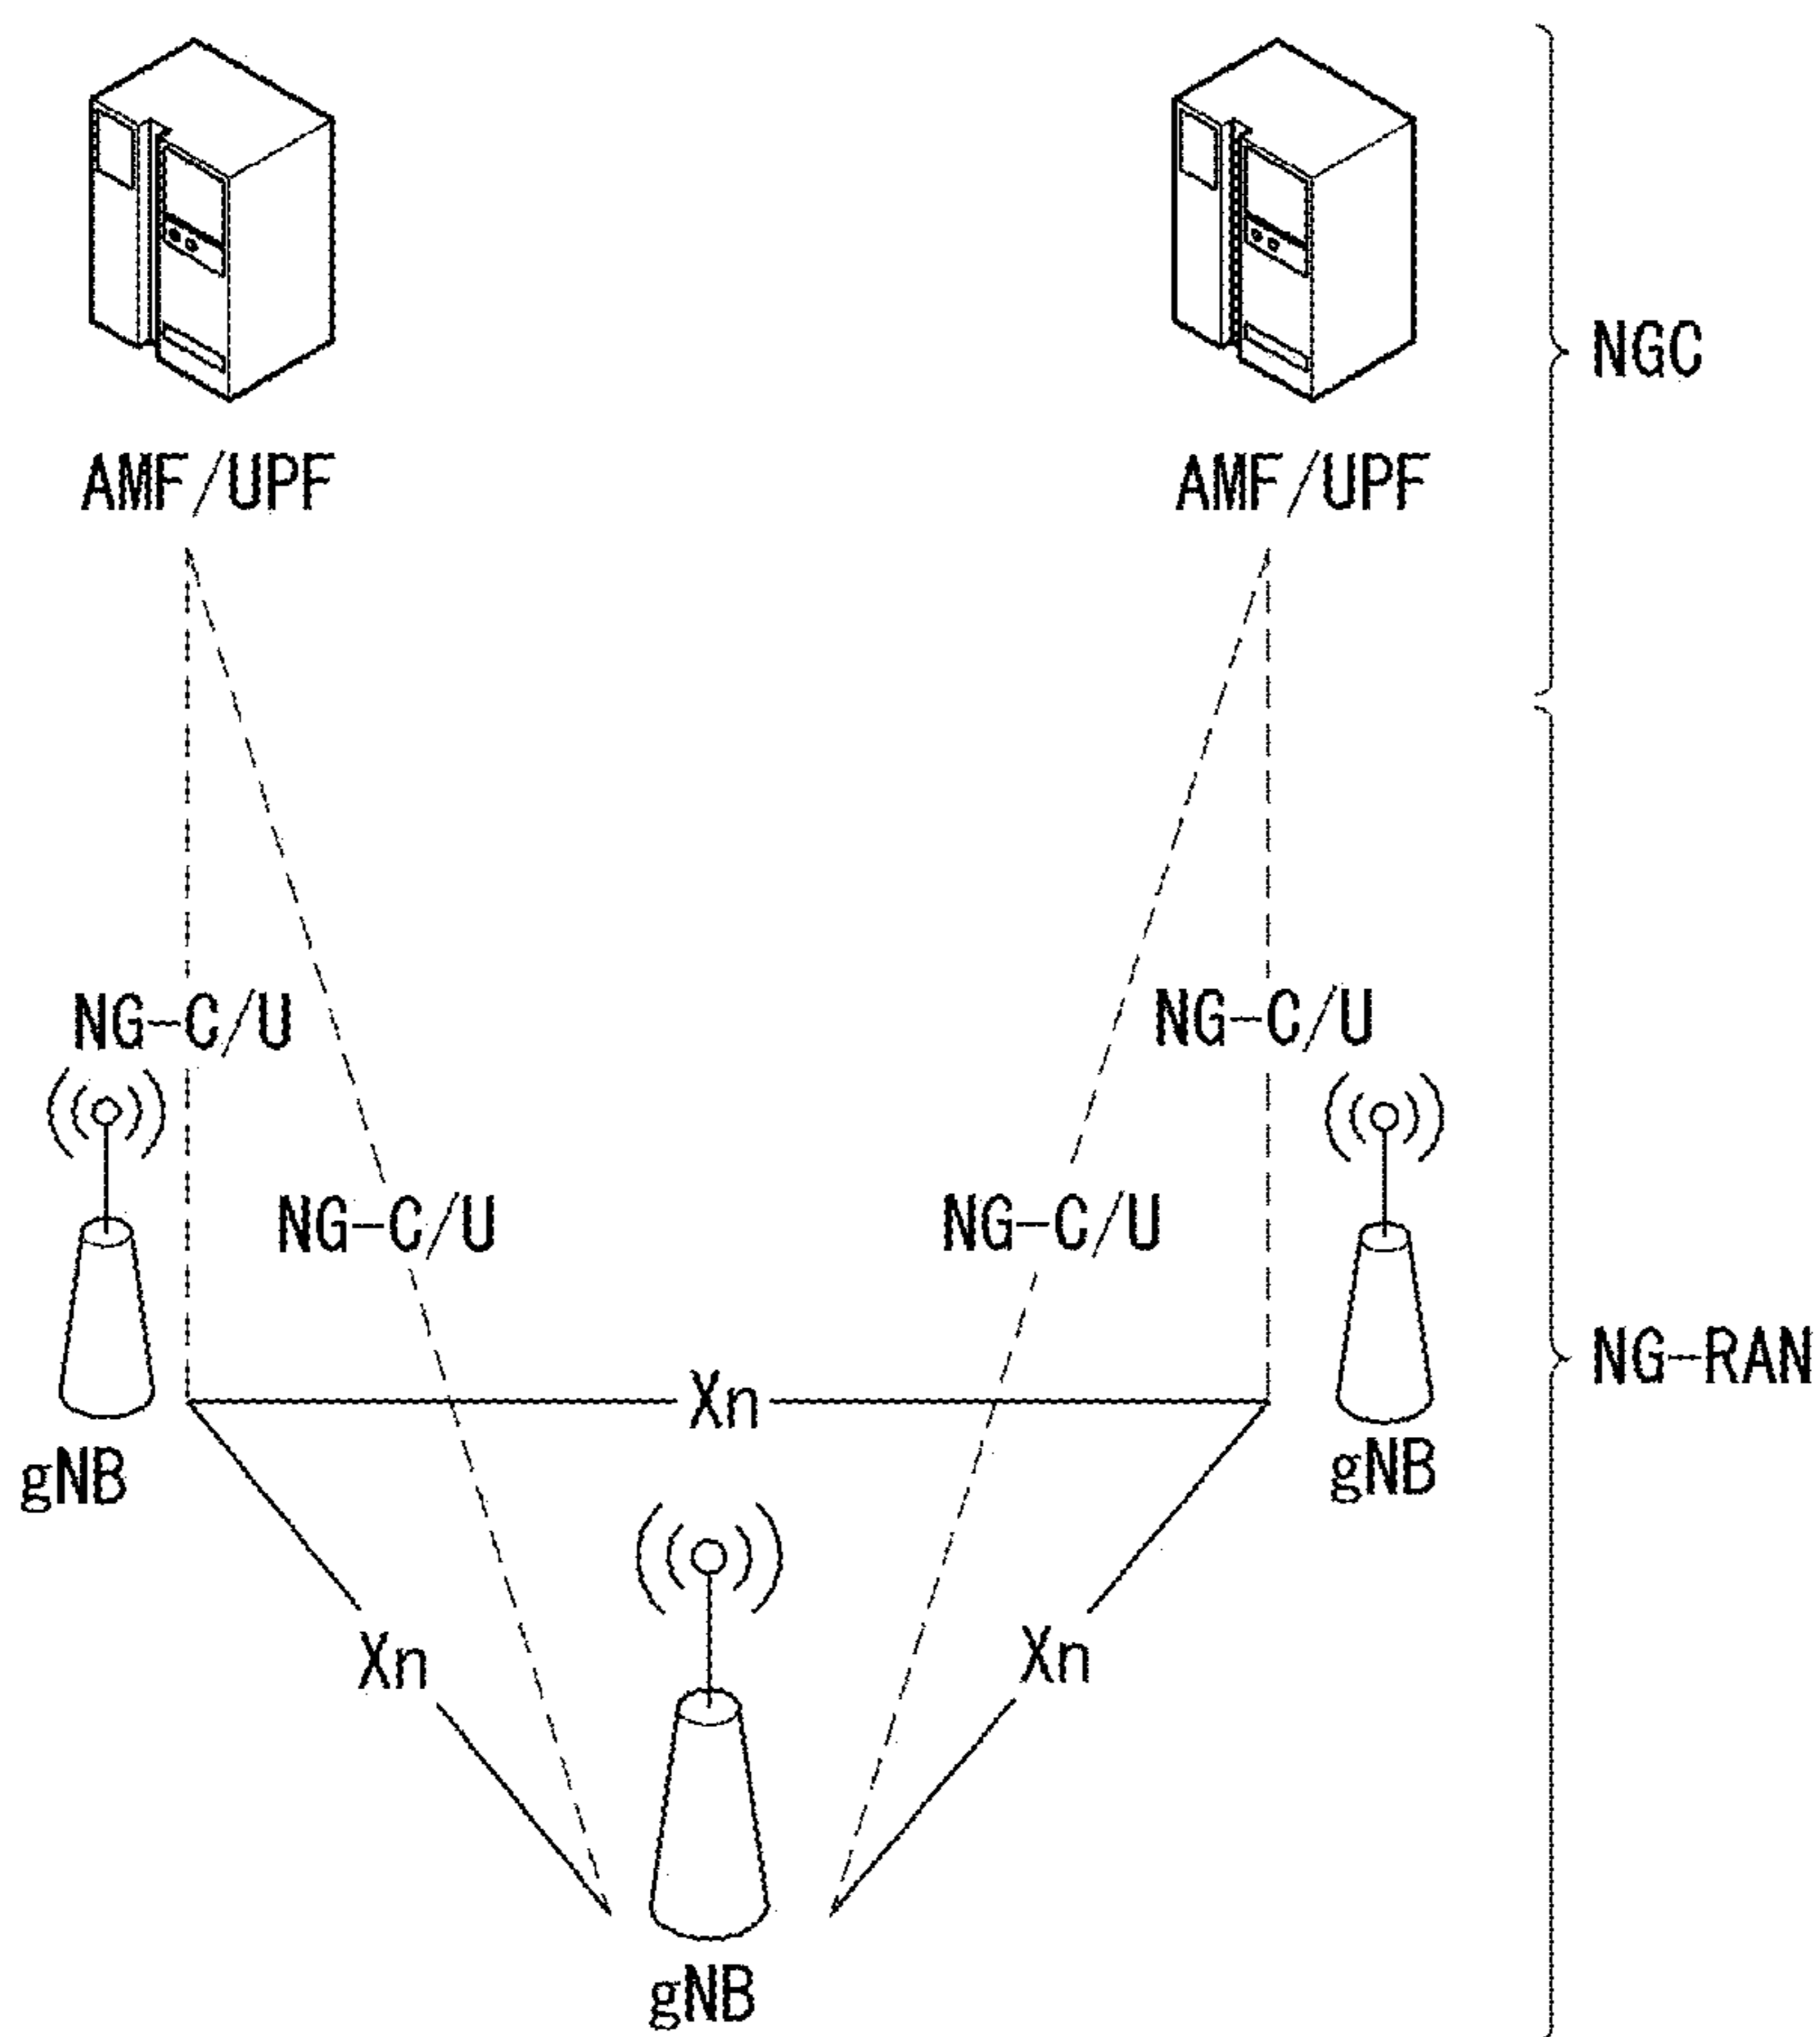 NGC
AMF/UPF
AMF/UPF
NG-C/U
NG-C/U
NG-C/U
NG-C/U
NG-RAN
Xn
gNB
gNB
Xn
Xn
gNB